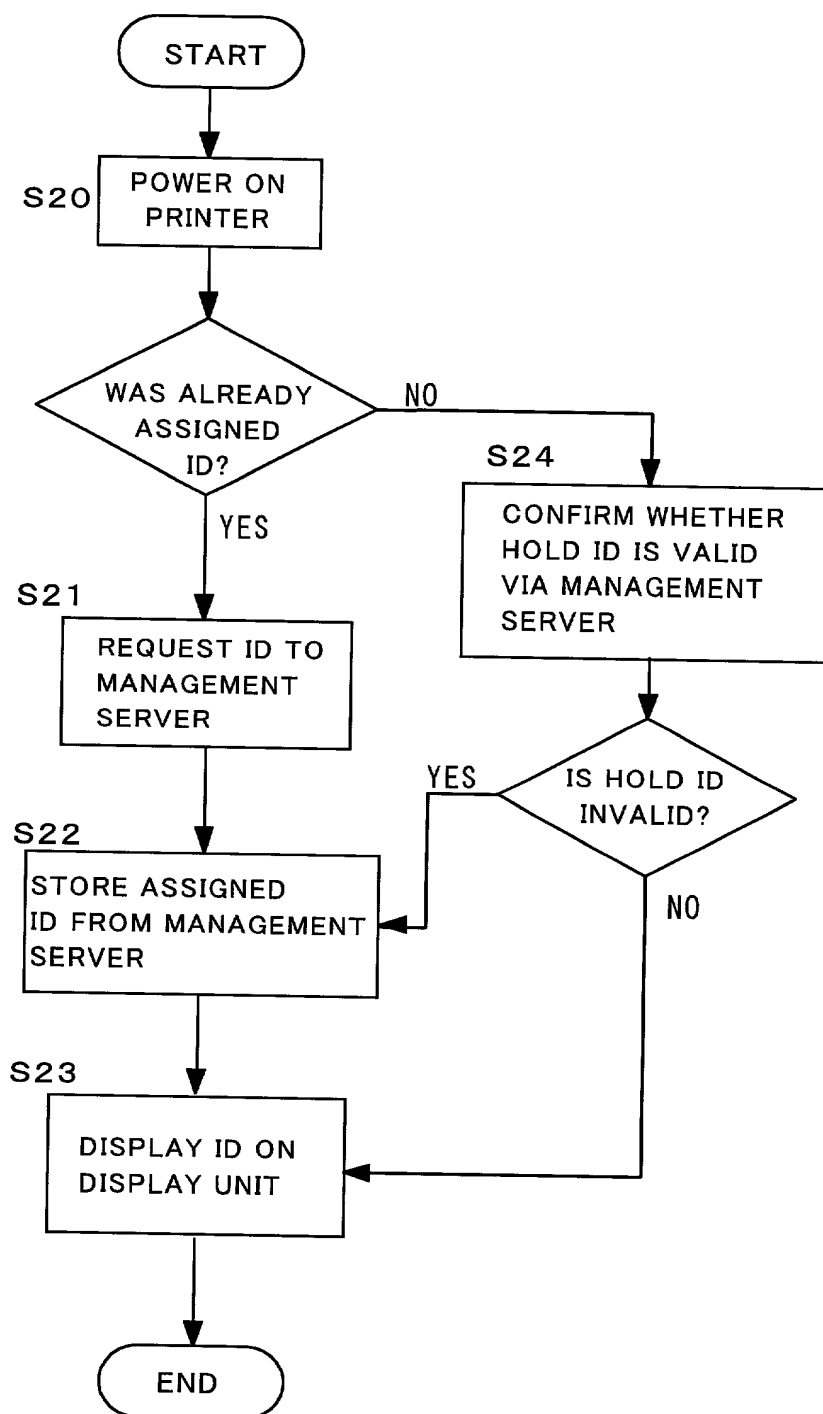 START
S20
POWER ON
PRINTER
WAS ALREADY
ASSIGNED
ID?
NO
YES
S24
CONFIRM WHETHER
HOLD ID IS VALID
VIA MANAGEMENT
SERVER
S21
REQUEST ID TO
MANAGEMENT
SERVER
YES
IS HOLD ID
INVALID?
NO
S22
STORE ASSIGNED
ID FROM MANAGEMENT
SERVER
S23
DISPLAY ID ON
DISPLAY UNIT
END